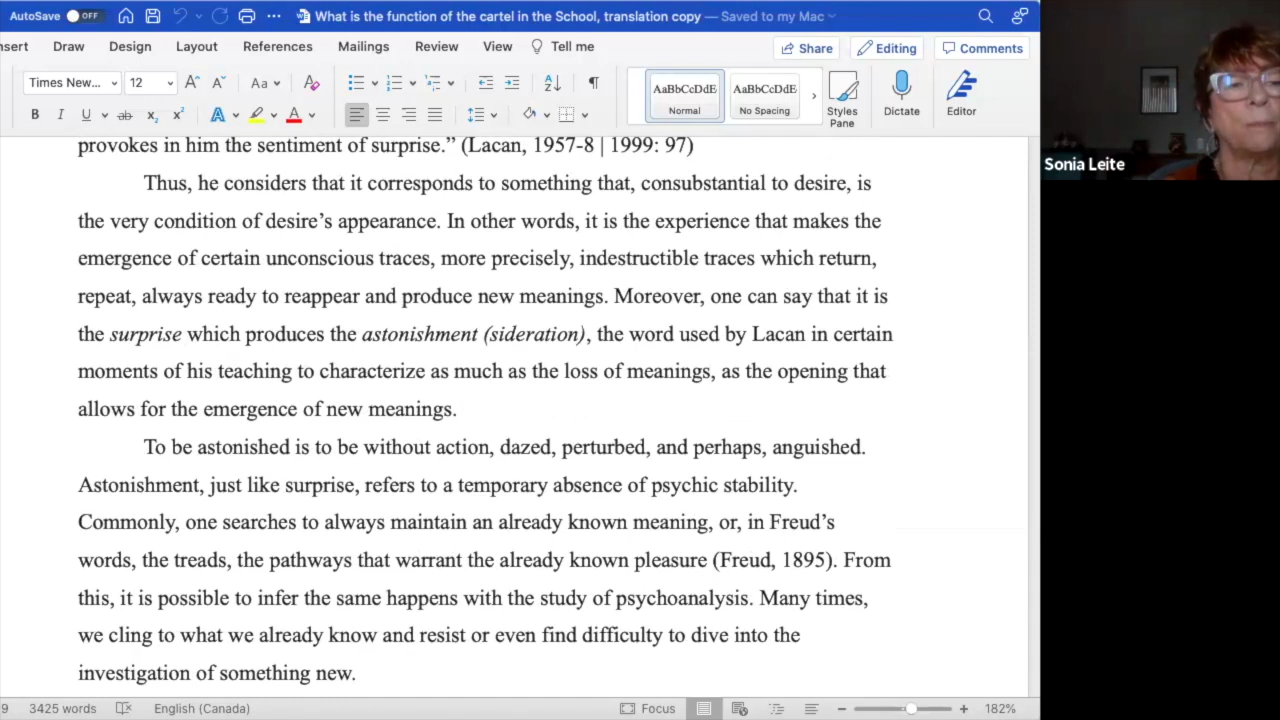 AutoSave OFF What is the function of the cartel in the School, translation copy — Saved to my Mac
nsert Draw Design Layout References Mailings Review View Tell me Share Editing Comments
Times New... 12 A A Aa A A Z ¶ AaBbCcDdE AaBbCcDdE
Normal No Spacing Styles Pane Dictate Editor
B I U ab x₂ x² A A
provokes in him the sentiment of surprise.” (Lacan, 1957-8 | 1999: 97)
Thus, he considers that it corresponds to something that, consubstantial to desire, is
the very condition of desire’s appearance. In other words, it is the experience that makes the
emergence of certain unconscious traces, more precisely, indestructible traces which return,
repeat, always ready to reappear and produce new meanings. Moreover, one can say that it is
the surprise which produces the astonishment (sideration), the word used by Lacan in certain
moments of his teaching to characterize as much as the loss of meanings, as the opening that
allows for the emergence of new meanings.
To be astonished is to be without action, dazed, perturbed, and perhaps, anguished.
Astonishment, just like surprise, refers to a temporary absence of psychic stability.
Commonly, one searches to always maintain an already known meaning, or, in Freud’s
words, the treads, the pathways that warrant the already known pleasure (Freud, 1895). From
this, it is possible to infer the same happens with the study of psychoanalysis. Many times,
we cling to what we already know and resist or even find difficulty to dive into the
investigation of something new.
9 3425 words English (Canada) Focus 182%
Sonia Leite